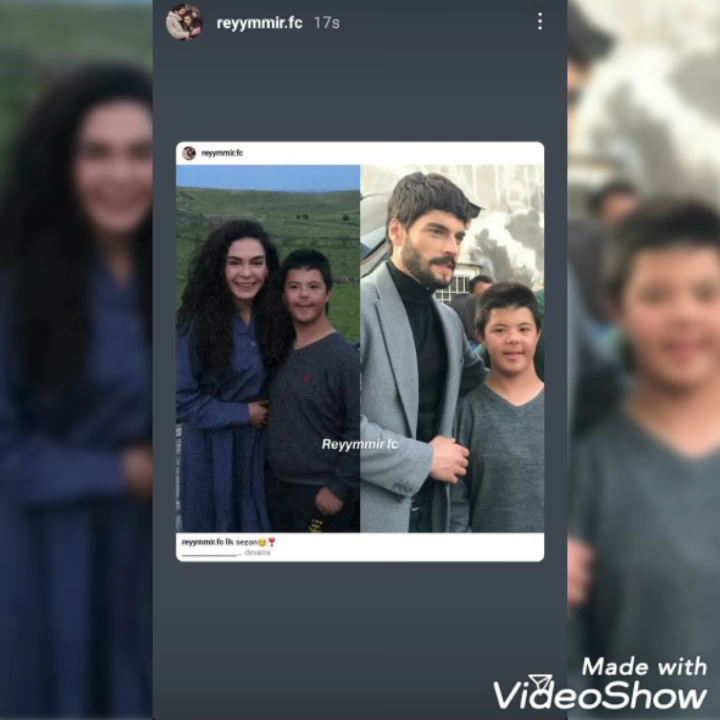 reyymmir.fc 17s
reyymmir.fc
Reyymmir fc
reyymmir.fc İlk sezon🥺❣️
... devamı
Made with
VideoShow